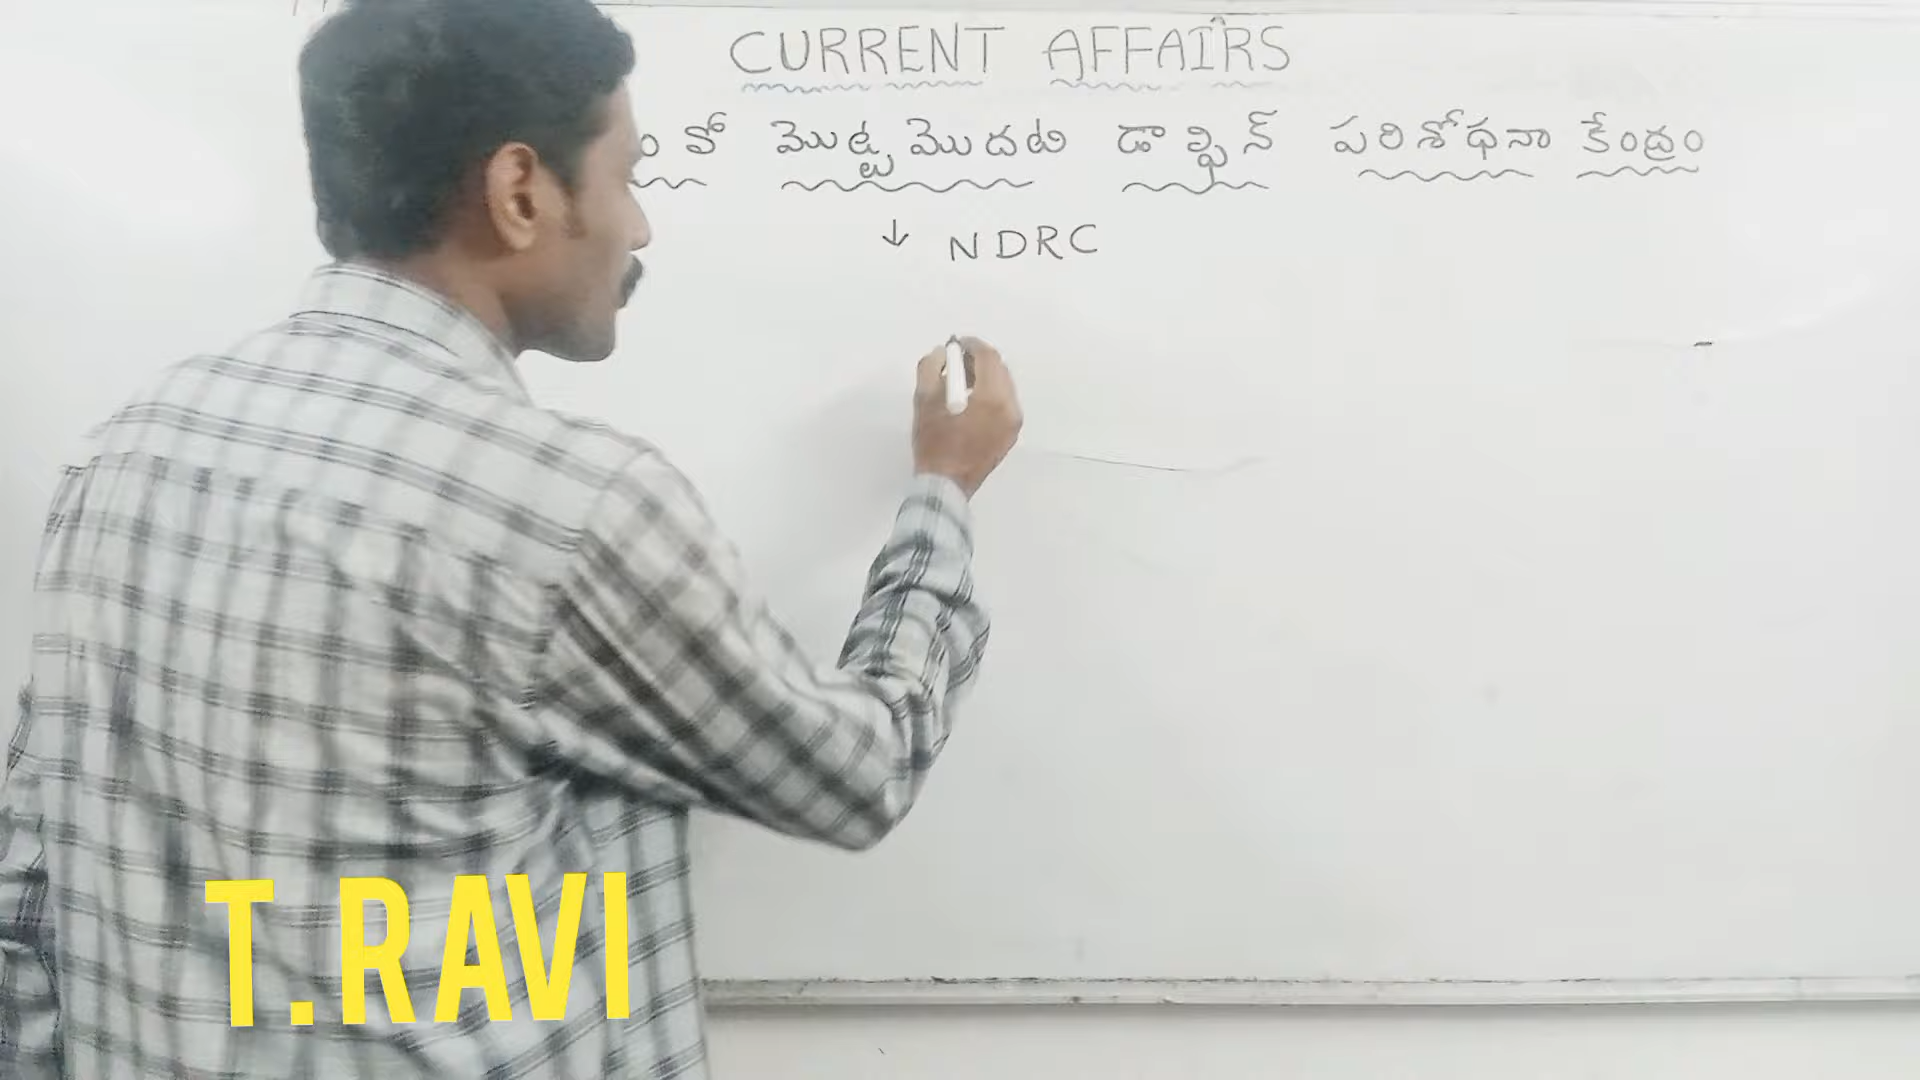 CURRENT AFFAIRS
లో మొట్టమొదటి డాల్ఫిన్ పరిశోధనా కేంద్రం
↓ NDRC
T.RAVI